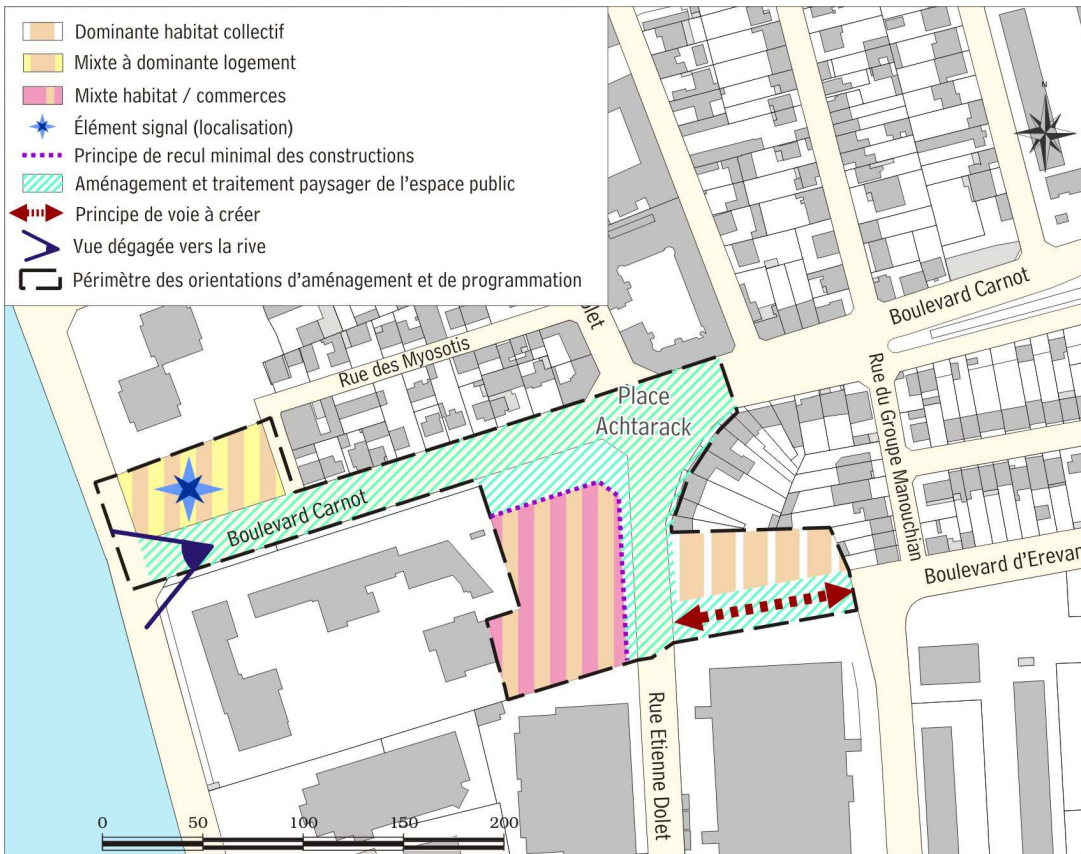 Dominante habitat collectif
Mixte à dominante logement
Mixte habitat / commerces
Élément signal (localisation)
Principe de recul minimal des constructions
Aménagement et traitement paysager de l'espace public
Principe de voie à créer
Vue dégagée vers la rive
Périmètre des orientations d'aménagement et de programmation
N
Boulevard Carnot
olet
Rue des Myosotis
Place
Achtarack
Rue du Groupe Manouchian
Boulevard Carnot
Boulevard d'Erevan
Rue Etienne Dolet
0 50 100 150 200